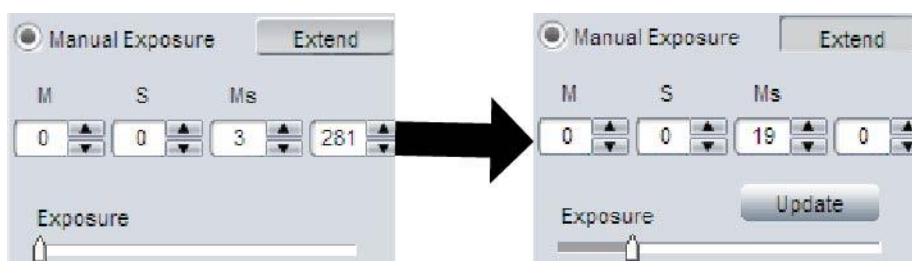 Manual Exposure Extend
M S Ms
0 0 3 281
Exposure
Manual Exposure Extend
M S Ms
0 0 19 0
Update
Exposure